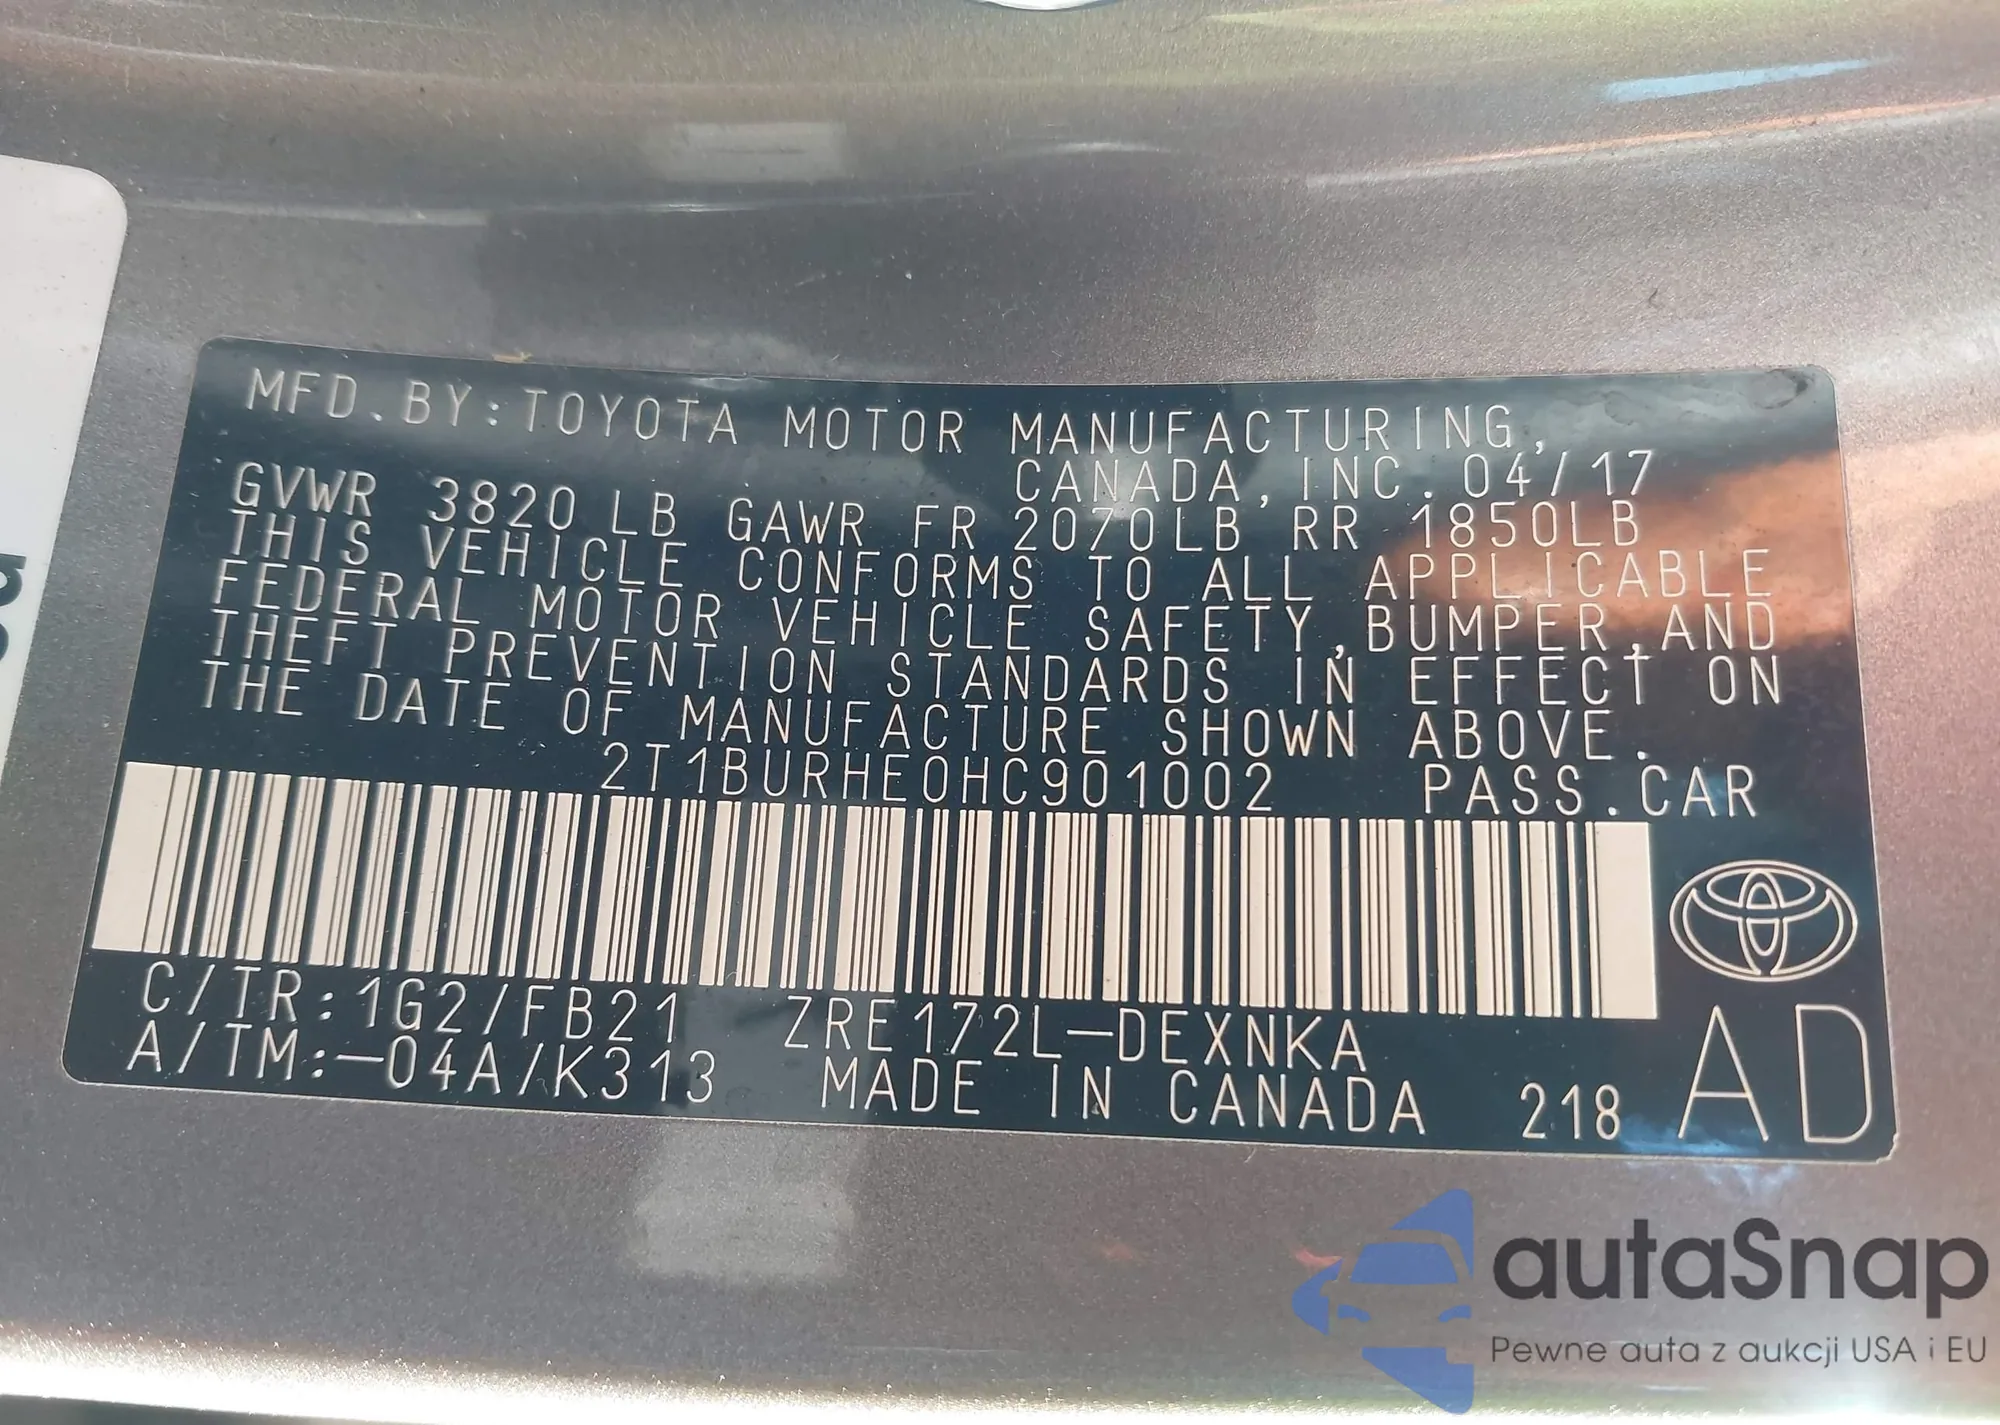 MFD.BY:TOYOTA MOTOR MANUFACTURING,
CANADA, INC. 04/17
GVWR 3820 LB GAWR FR 2070LB RR 1850LB
THIS VEHICLE CONFORMS TO ALL APPLICABLE
FEDERAL MOTOR VEHICLE SAFETY,BUMPER,AND
THEFT PREVENTION STANDARDS IN EFFECT ON
THE DATE OF MANUFACTURE SHOWN ABOVE.
2T1BURHE0HC901002 PASS.CAR
C/TR:1G2/FB21 ZRE172L-DEXNKA
A/TM:-04A/K313 MADE IN CANADA 218 AD
autaSnap
Pewne auta z aukcji USA i EU